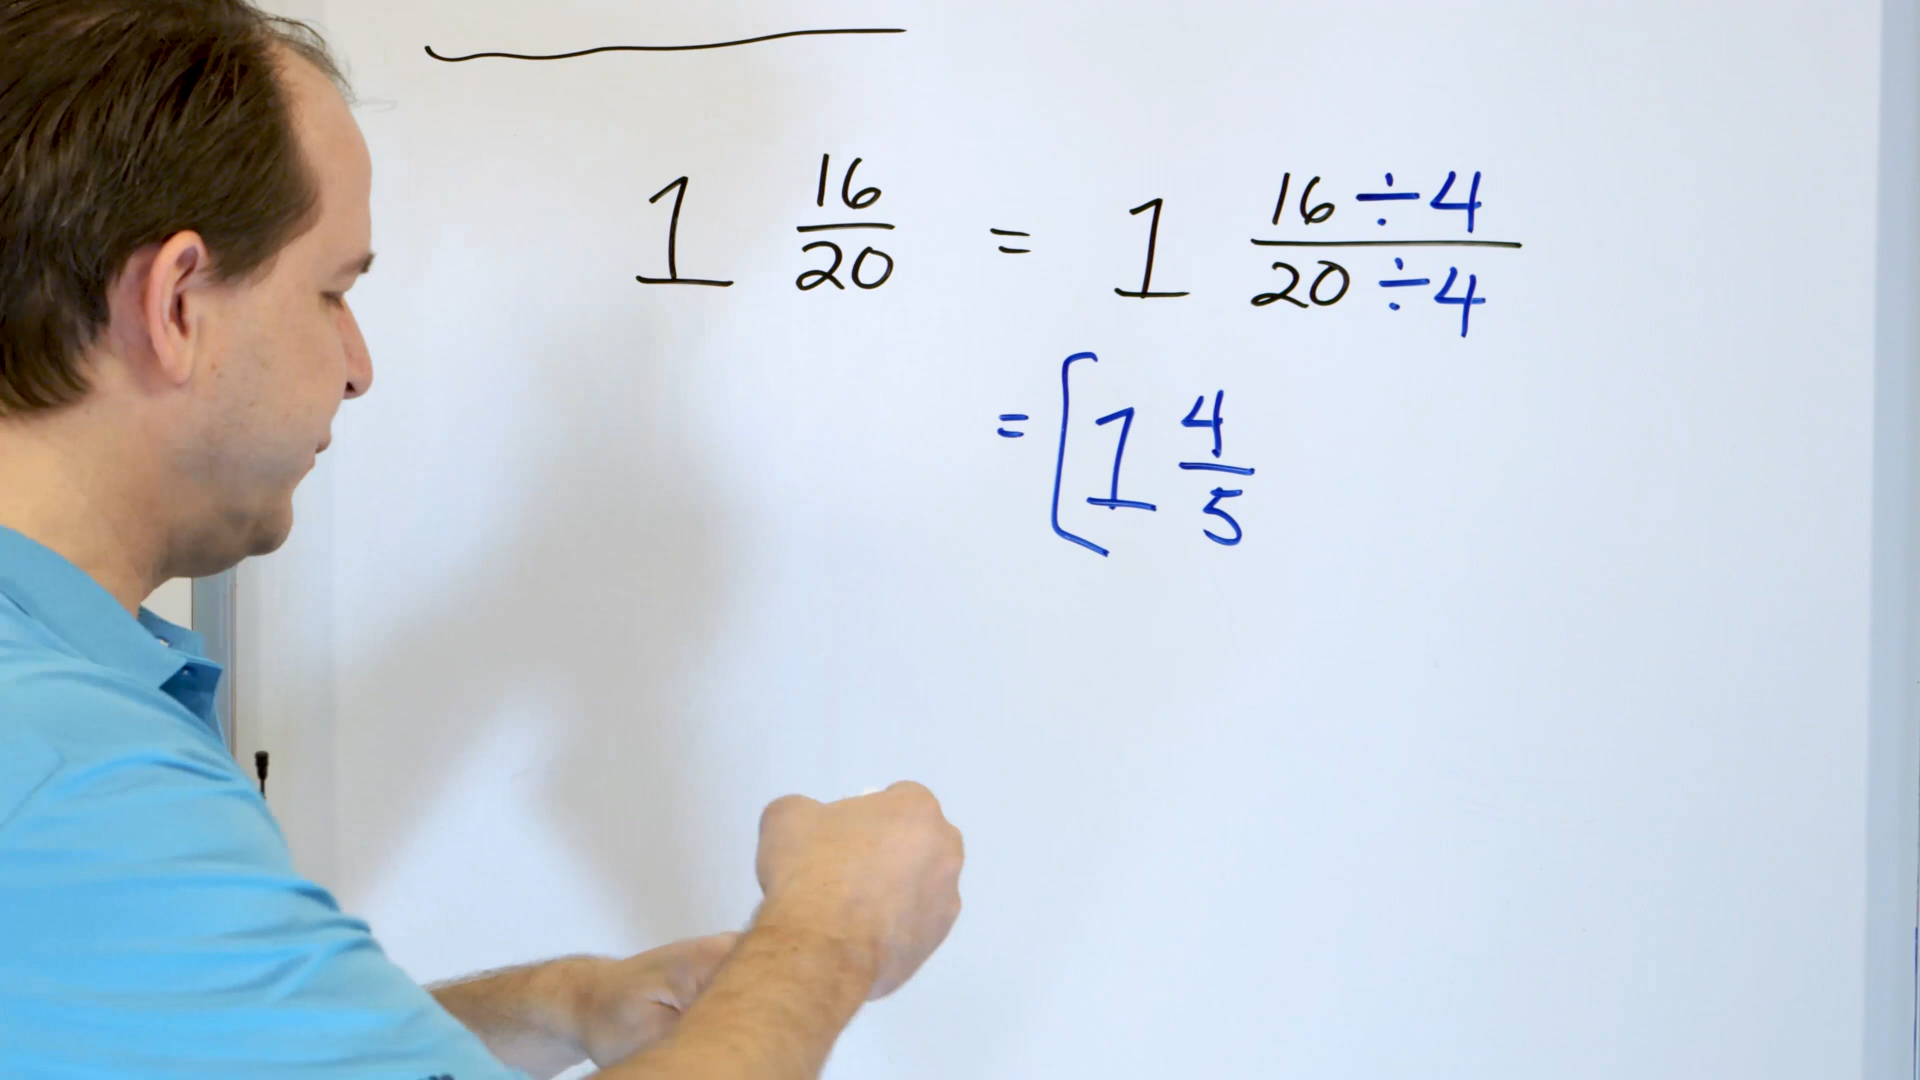 1 16/20 = 1 16÷4/20÷4
= [1 4/5